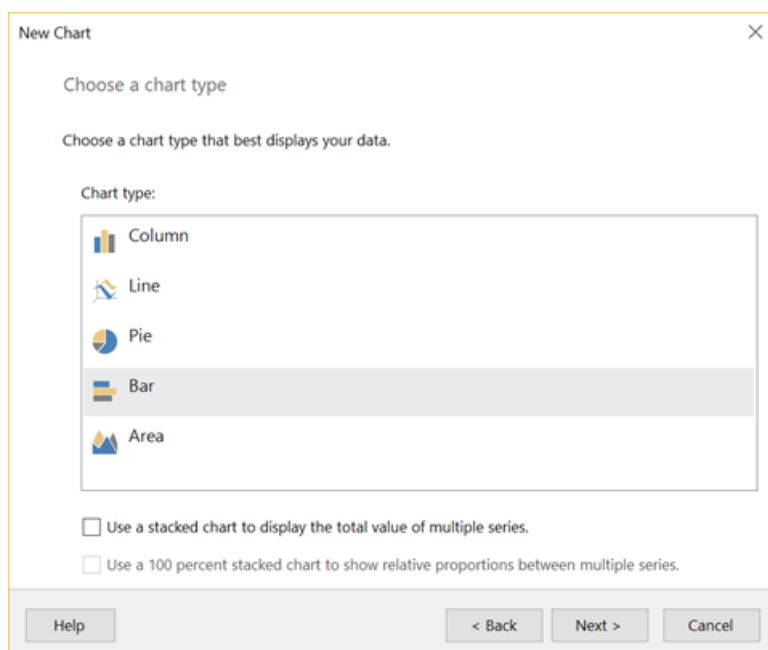 New Chart
Choose a chart type
Choose a chart type that best displays your data.
Chart type:
Column
Line
Pie
Bar
Area
Use a stacked chart to display the total value of multiple series.
Use a 100 percent stacked chart to show relative proportions between multiple series.
Help
< Back
Next >
Cancel